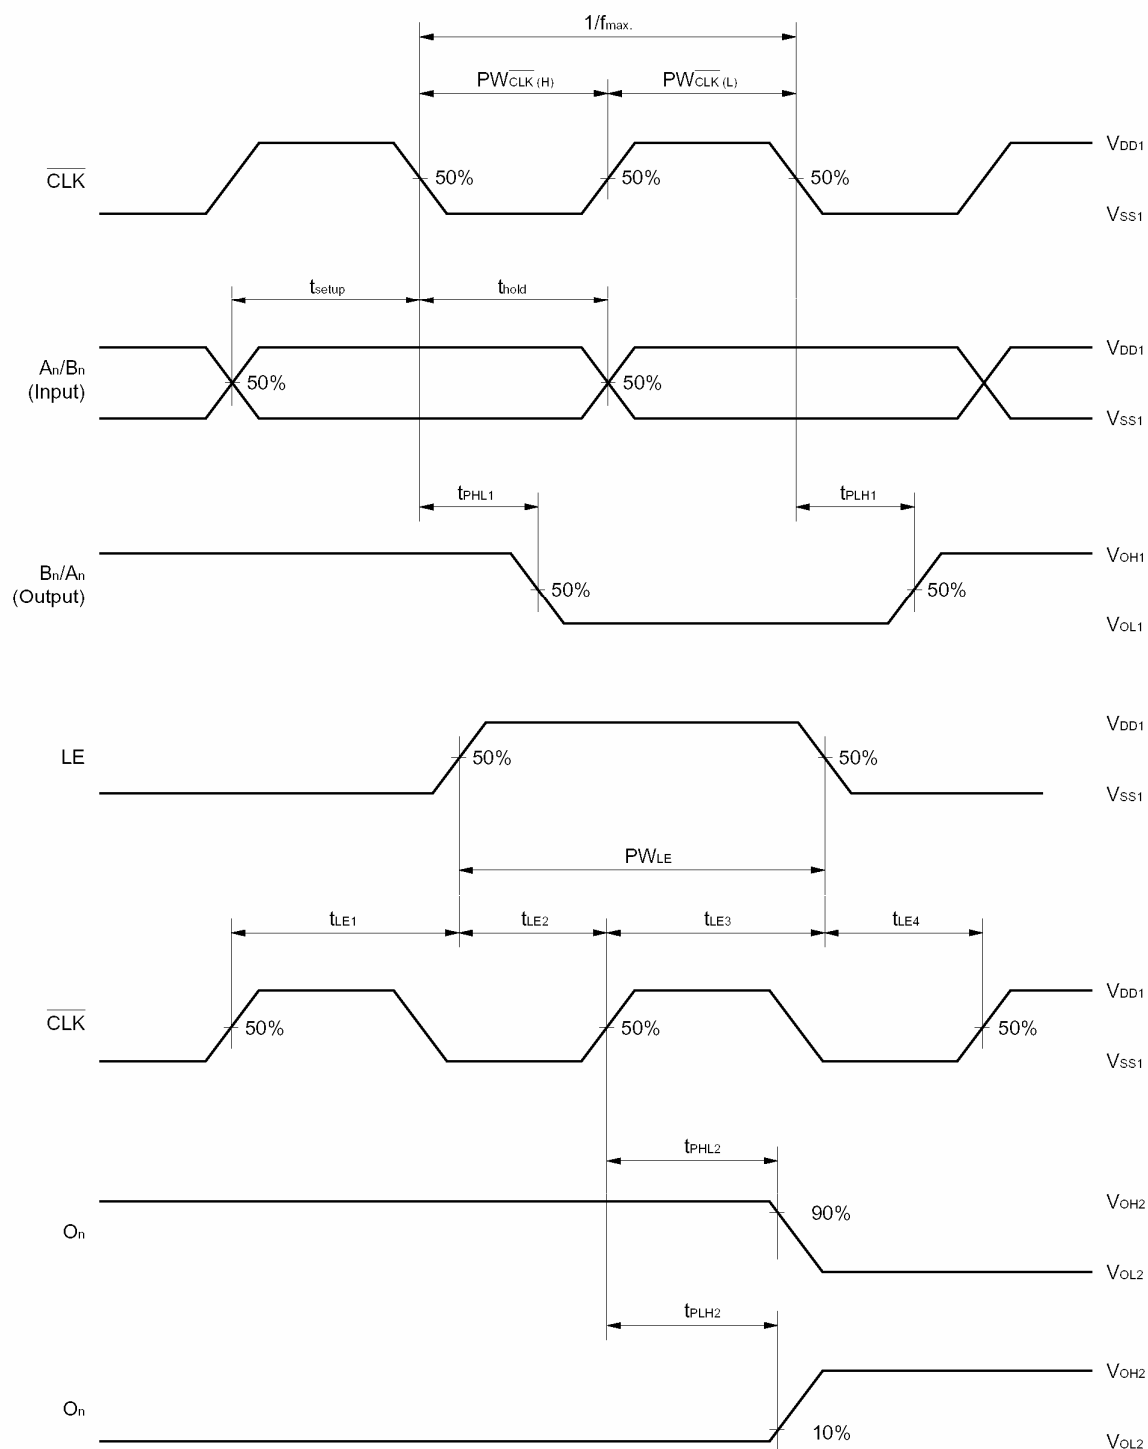 1/fmax.
PWCLK (H) PWCLK (L)
VDD1
CLK 50% 50% 50%
VSS1
tsetup thold
VDD1
An/Bn 50% 50%
(Input)
VSS1
tPHL1 tPLH1
VOH1
Bn/An 50% 50%
(Output)
VOL1
VDD1
LE 50% 50%
VSS1
PWLE
tLE1 tLE2 tLE3 tLE4
VDD1
CLK 50% 50% 50%
VSS1
tPHL2
VOH2
90%
On
VOL2
tPLH2
VOH2
On
10%
VOL2